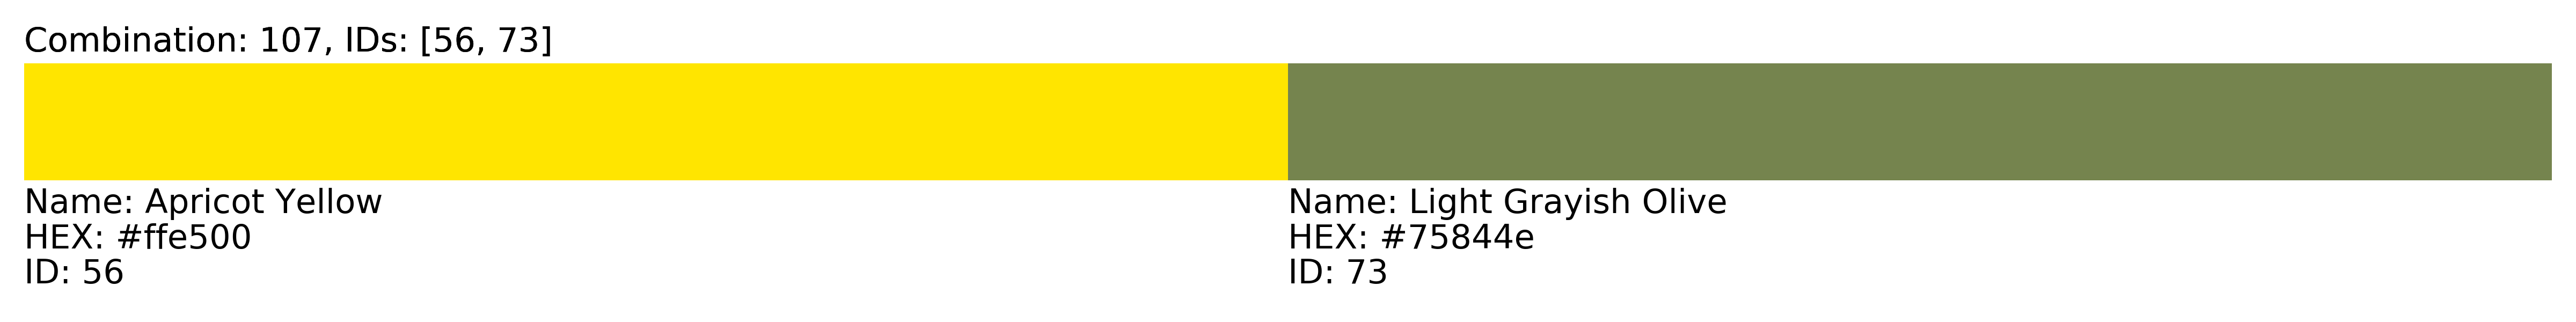 Combination: 107, IDs: [56, 73]
Name: Apricot Yellow
HEX: #ffe500
ID: 56
Name: Light Grayish Olive
HEX: #75844e
ID: 73